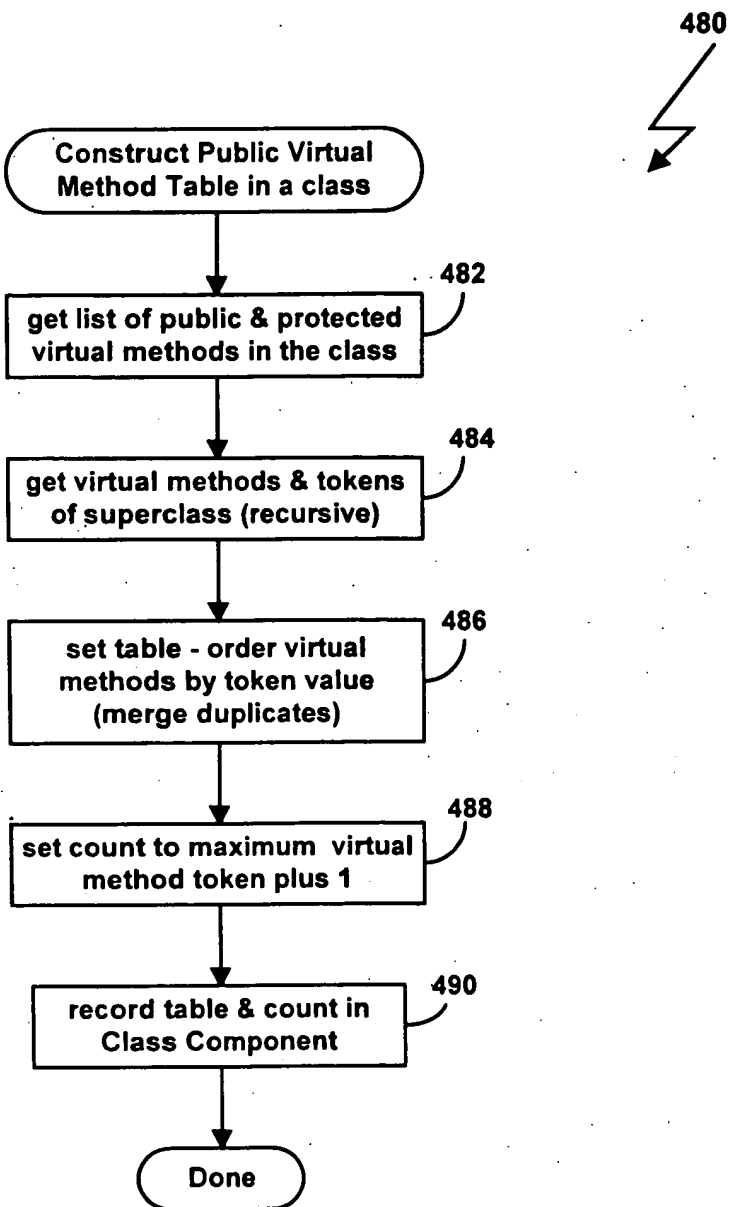 480
Construct Public Virtual
Method Table in a class
482
get list of public & protected
virtual methods in the class
484
get virtual methods & tokens
of superclass (recursive)
486
set table - order virtual
methods by token value
(merge duplicates)
488
set count to maximum virtual
method token plus 1
490
record table & count in
Class Component
Done